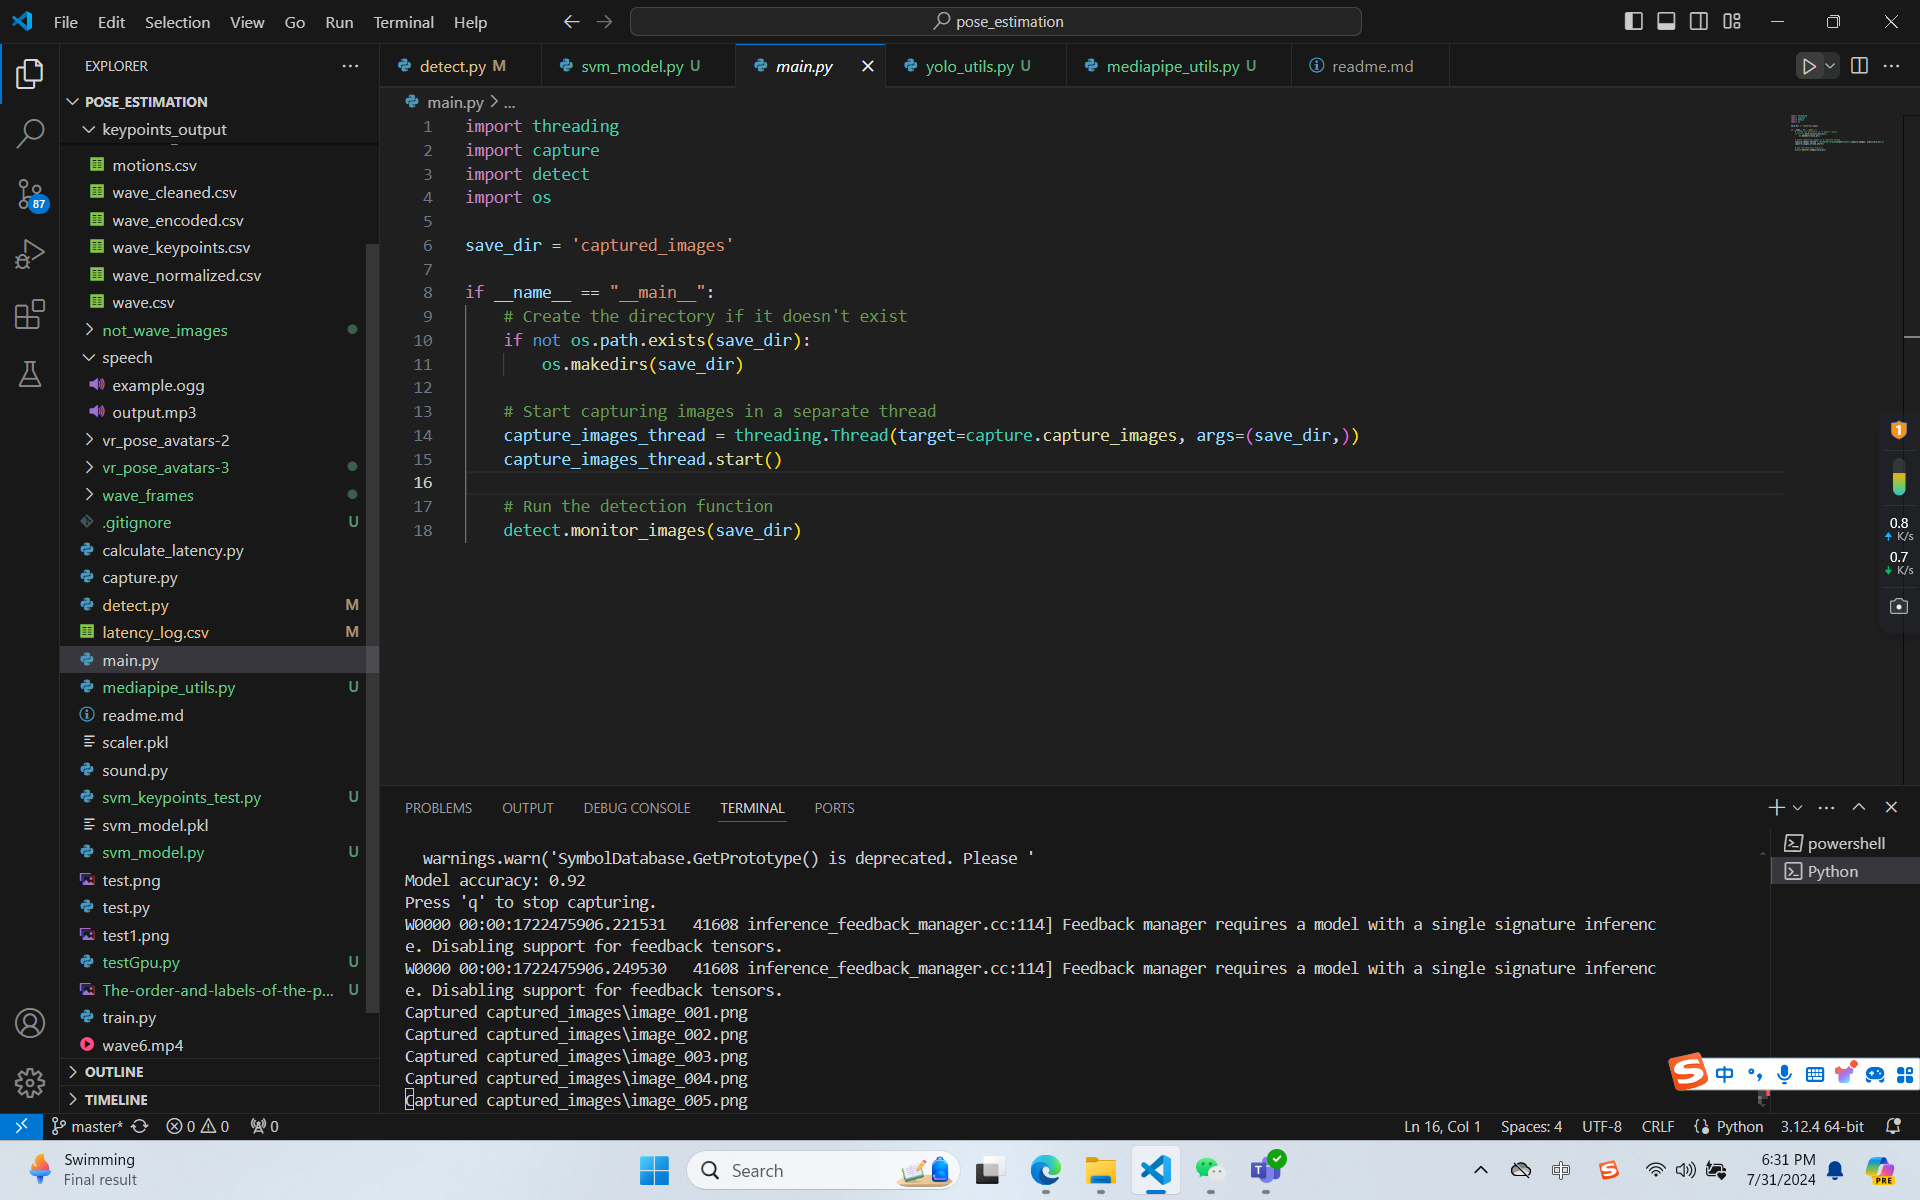 File Edit Selection View Go Run Terminal Help
pose_estimation
EXPLORER
detect.py M
svm_model.py U
main.py
yolo_utils.py U
mediapipe_utils.py U
readme.md
POSE_ESTIMATION
keypoints_output
motions.csv
wave_cleaned.csv
wave_encoded.csv
wave_keypoints.csv
wave_normalized.csv
wave.csv
not_wave_images
speech
example.ogg
output.mp3
vr_pose_avatars-2
vr_pose_avatars-3
wave_frames
.gitignore U
calculate_latency.py
capture.py
detect.py M
latency_log.csv M
main.py
mediapipe_utils.py U
readme.md
scaler.pkl
sound.py
svm_keypoints_test.py U
svm_model.pkl
svm_model.py U
test.png
test.py
test1.png
testGpu.py U
The-order-and-labels-of-the-p... U
train.py
wave6.mp4
OUTLINE
TIMELINE
87
main.py > ...
1 import threading
2 import capture
3 import detect
4 import os
5
6 save_dir = 'captured_images'
7
8 if __name__ == "__main__":
9 # Create the directory if it doesn't exist
10 if not os.path.exists(save_dir):
11 os.makedirs(save_dir)
12
13 # Start capturing images in a separate thread
14 capture_images_thread = threading.Thread(target=capture.capture_images, args=(save_dir,))
15 capture_images_thread.start()
16
17 # Run the detection function
18 detect.monitor_images(save_dir)
1
0.8
K/s
0.7
K/s
PROBLEMS OUTPUT DEBUG CONSOLE TERMINAL PORTS
powershell
Python
warnings.warn('SymbolDatabase.GetPrototype() is deprecated. Please '
Model accuracy: 0.92
Press 'q' to stop capturing.
W0000 00:00:1722475906.221531 41608 inference_feedback_manager.cc:114] Feedback manager requires a model with a single signature inferenc
e. Disabling support for feedback tensors.
W0000 00:00:1722475906.249530 41608 inference_feedback_manager.cc:114] Feedback manager requires a model with a single signature inferenc
e. Disabling support for feedback tensors.
Captured captured_images\image_001.png
Captured captured_images\image_002.png
Captured captured_images\image_003.png
Captured captured_images\image_004.png
Captured captured_images\image_005.png
S 中
master* 0 0 0
Ln 16, Col 1 Spaces: 4 UTF-8 CRLF Python 3.12.4 64-bit
Swimming
Final result
Search
6:31 PM
7/31/2024
PRE